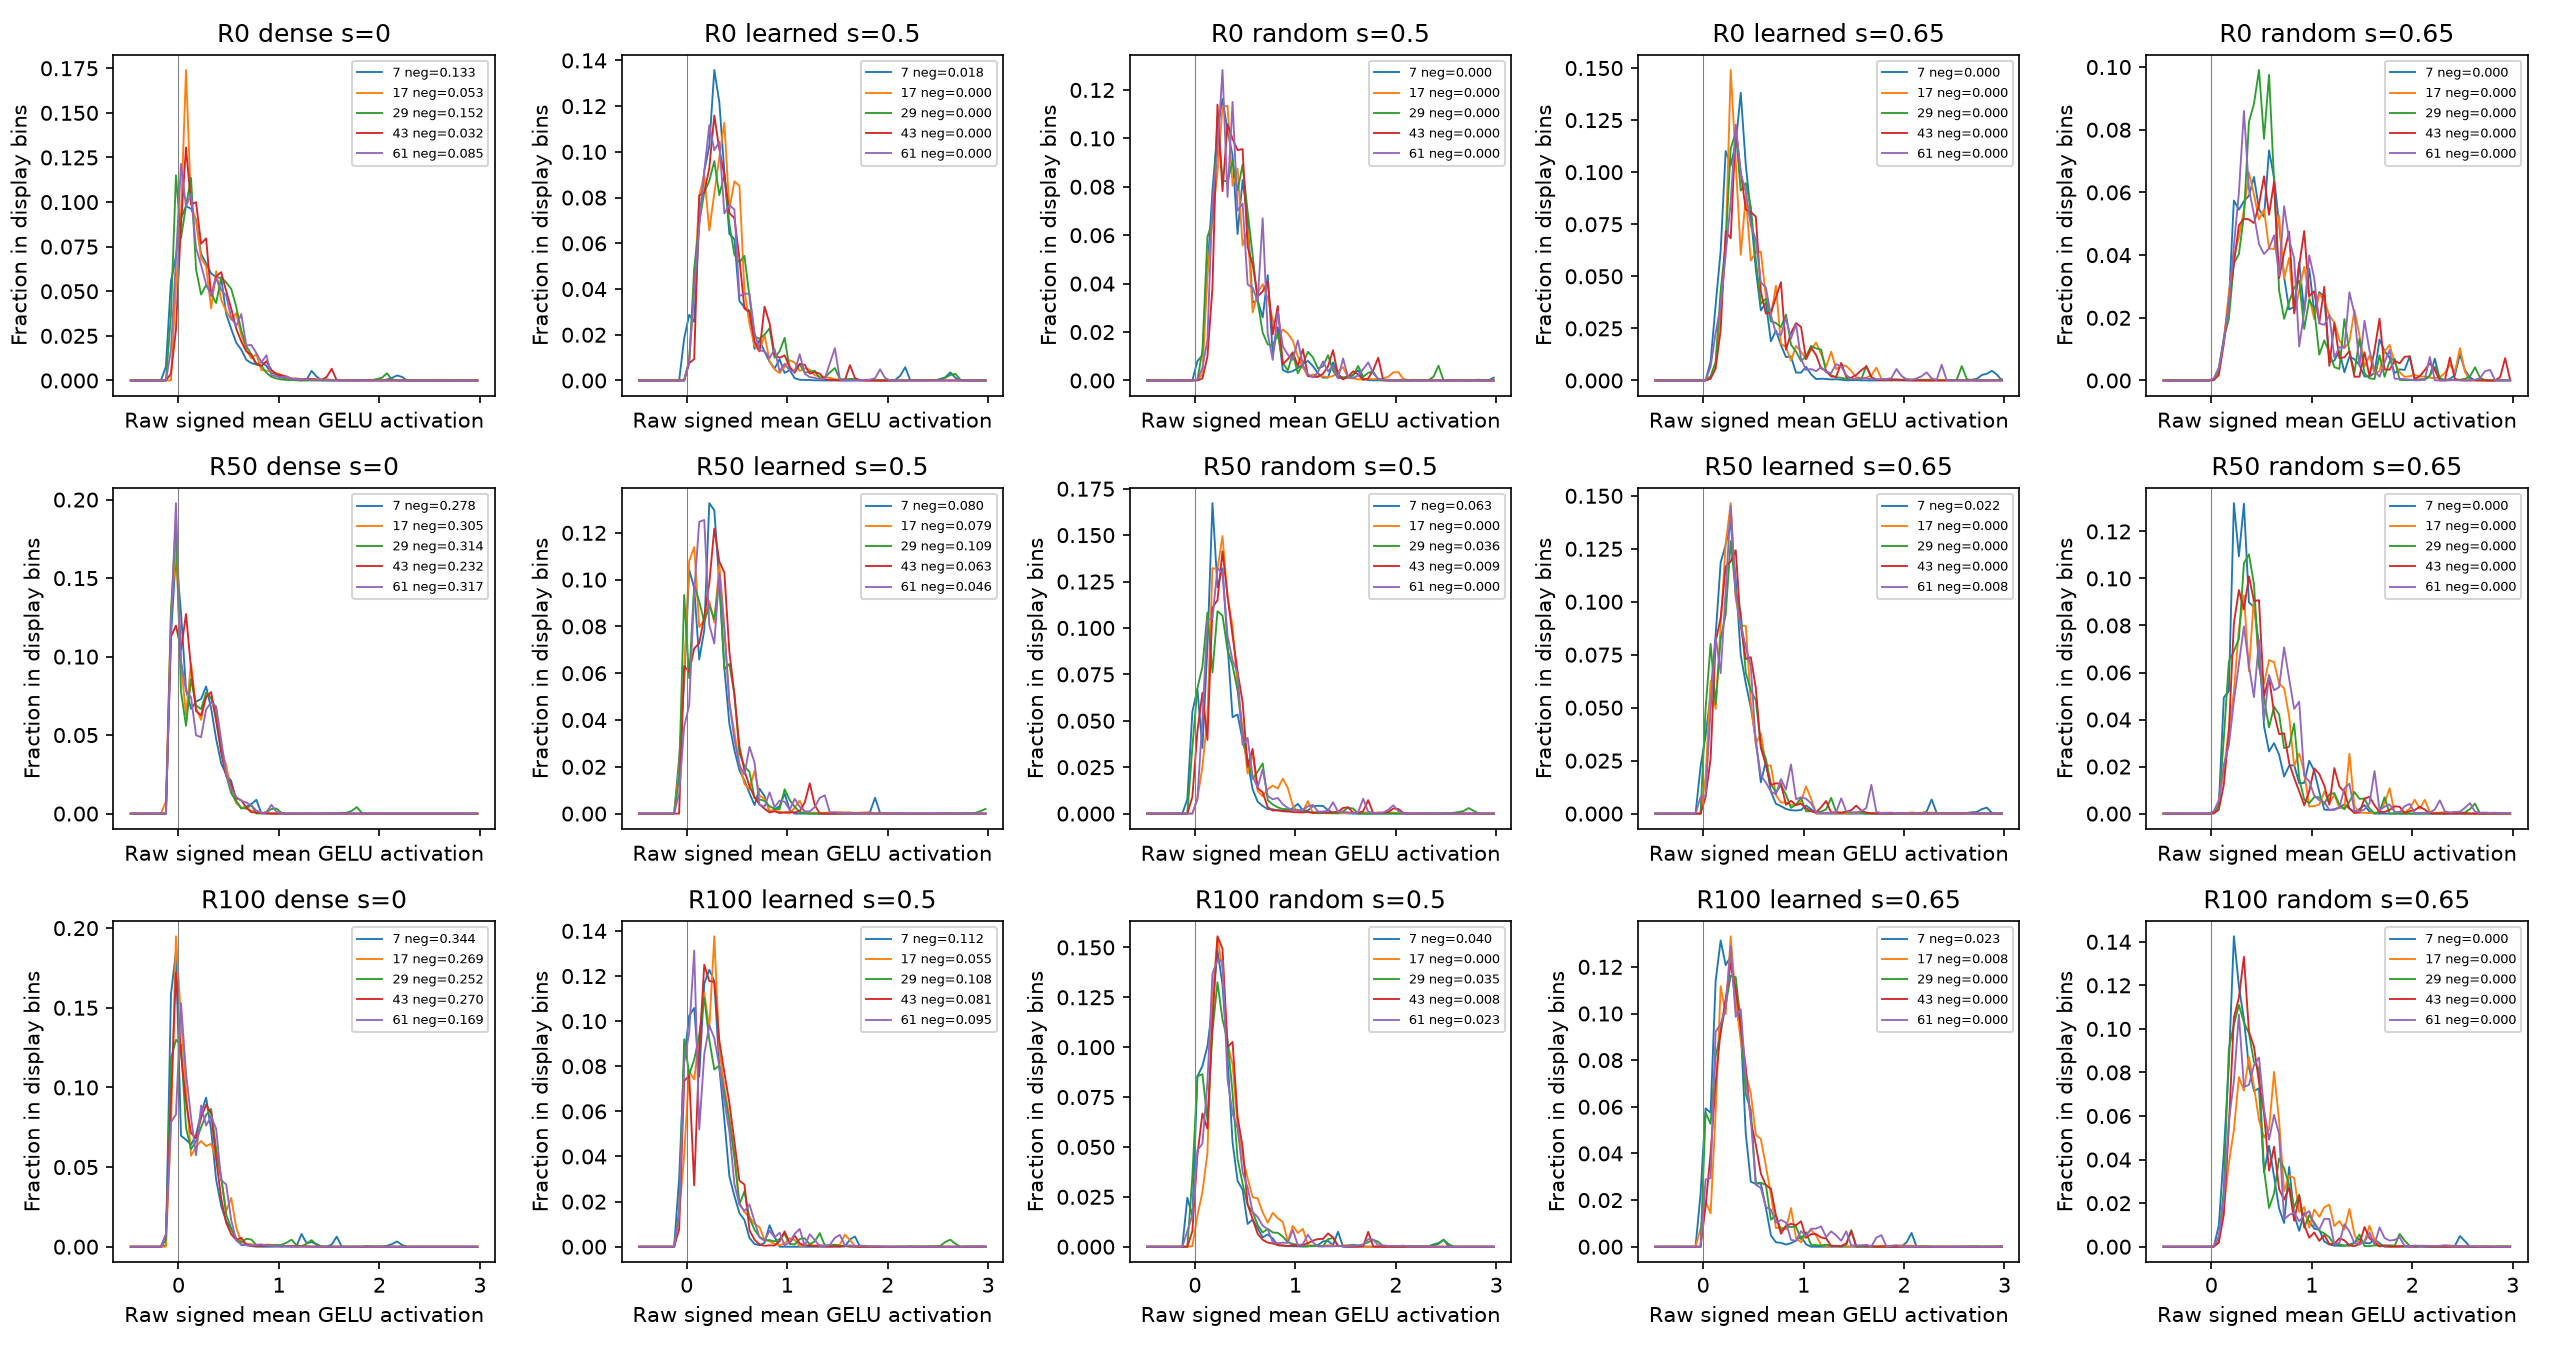 R0 dense s=0
Fraction in display bins
0.175
0.150
0.125
0.100
0.075
0.050
0.025
0.000
7 neg=0.133
17 neg=0.053
29 neg=0.152
43 neg=0.032
61 neg=0.085
Raw signed mean GELU activation
R0 learned s=0.5
Fraction in display bins
0.14
0.12
0.10
0.08
0.06
0.04
0.02
0.00
7 neg=0.018
17 neg=0.000
29 neg=0.000
43 neg=0.000
61 neg=0.000
Raw signed mean GELU activation
R0 random s=0.5
Fraction in display bins
0.12
0.10
0.08
0.06
0.04
0.02
0.00
7 neg=0.000
17 neg=0.000
29 neg=0.000
43 neg=0.000
61 neg=0.000
Raw signed mean GELU activation
R0 learned s=0.65
Fraction in display bins
0.150
0.125
0.100
0.075
0.050
0.025
0.000
7 neg=0.000
17 neg=0.000
29 neg=0.000
43 neg=0.000
61 neg=0.000
Raw signed mean GELU activation
R0 random s=0.65
Fraction in display bins
0.10
0.08
0.06
0.04
0.02
0.00
7 neg=0.000
17 neg=0.000
29 neg=0.000
43 neg=0.000
61 neg=0.000
Raw signed mean GELU activation
R50 dense s=0
Fraction in display bins
0.20
0.15
0.10
0.05
0.00
7 neg=0.278
17 neg=0.305
29 neg=0.314
43 neg=0.232
61 neg=0.317
Raw signed mean GELU activation
R50 learned s=0.5
Fraction in display bins
0.12
0.10
0.08
0.06
0.04
0.02
0.00
7 neg=0.080
17 neg=0.079
29 neg=0.109
43 neg=0.063
61 neg=0.046
Raw signed mean GELU activation
R50 random s=0.5
Fraction in display bins
0.175
0.150
0.125
0.100
0.075
0.050
0.025
0.000
7 neg=0.063
17 neg=0.000
29 neg=0.036
43 neg=0.009
61 neg=0.000
Raw signed mean GELU activation
R50 learned s=0.65
Fraction in display bins
0.150
0.125
0.100
0.075
0.050
0.025
0.000
7 neg=0.022
17 neg=0.000
29 neg=0.000
43 neg=0.000
61 neg=0.008
Raw signed mean GELU activation
R50 random s=0.65
Fraction in display bins
0.12
0.10
0.08
0.06
0.04
0.02
0.00
7 neg=0.000
17 neg=0.000
29 neg=0.000
43 neg=0.000
61 neg=0.000
Raw signed mean GELU activation
R100 dense s=0
Fraction in display bins
0.20
0.15
0.10
0.05
0.00
7 neg=0.344
17 neg=0.269
29 neg=0.252
43 neg=0.270
61 neg=0.169
0 1 2 3
Raw signed mean GELU activation
R100 learned s=0.5
Fraction in display bins
0.14
0.12
0.10
0.08
0.06
0.04
0.02
0.00
7 neg=0.112
17 neg=0.055
29 neg=0.108
43 neg=0.081
61 neg=0.095
0 1 2 3
Raw signed mean GELU activation
R100 random s=0.5
Fraction in display bins
0.150
0.125
0.100
0.075
0.050
0.025
0.000
7 neg=0.040
17 neg=0.000
29 neg=0.035
43 neg=0.008
61 neg=0.023
0 1 2 3
Raw signed mean GELU activation
R100 learned s=0.65
Fraction in display bins
0.12
0.10
0.08
0.06
0.04
0.02
0.00
7 neg=0.023
17 neg=0.008
29 neg=0.000
43 neg=0.000
61 neg=0.000
0 1 2 3
Raw signed mean GELU activation
R100 random s=0.65
Fraction in display bins
0.14
0.12
0.10
0.08
0.06
0.04
0.02
0.00
7 neg=0.000
17 neg=0.000
29 neg=0.000
43 neg=0.000
61 neg=0.000
0 1 2 3
Raw signed mean GELU activation